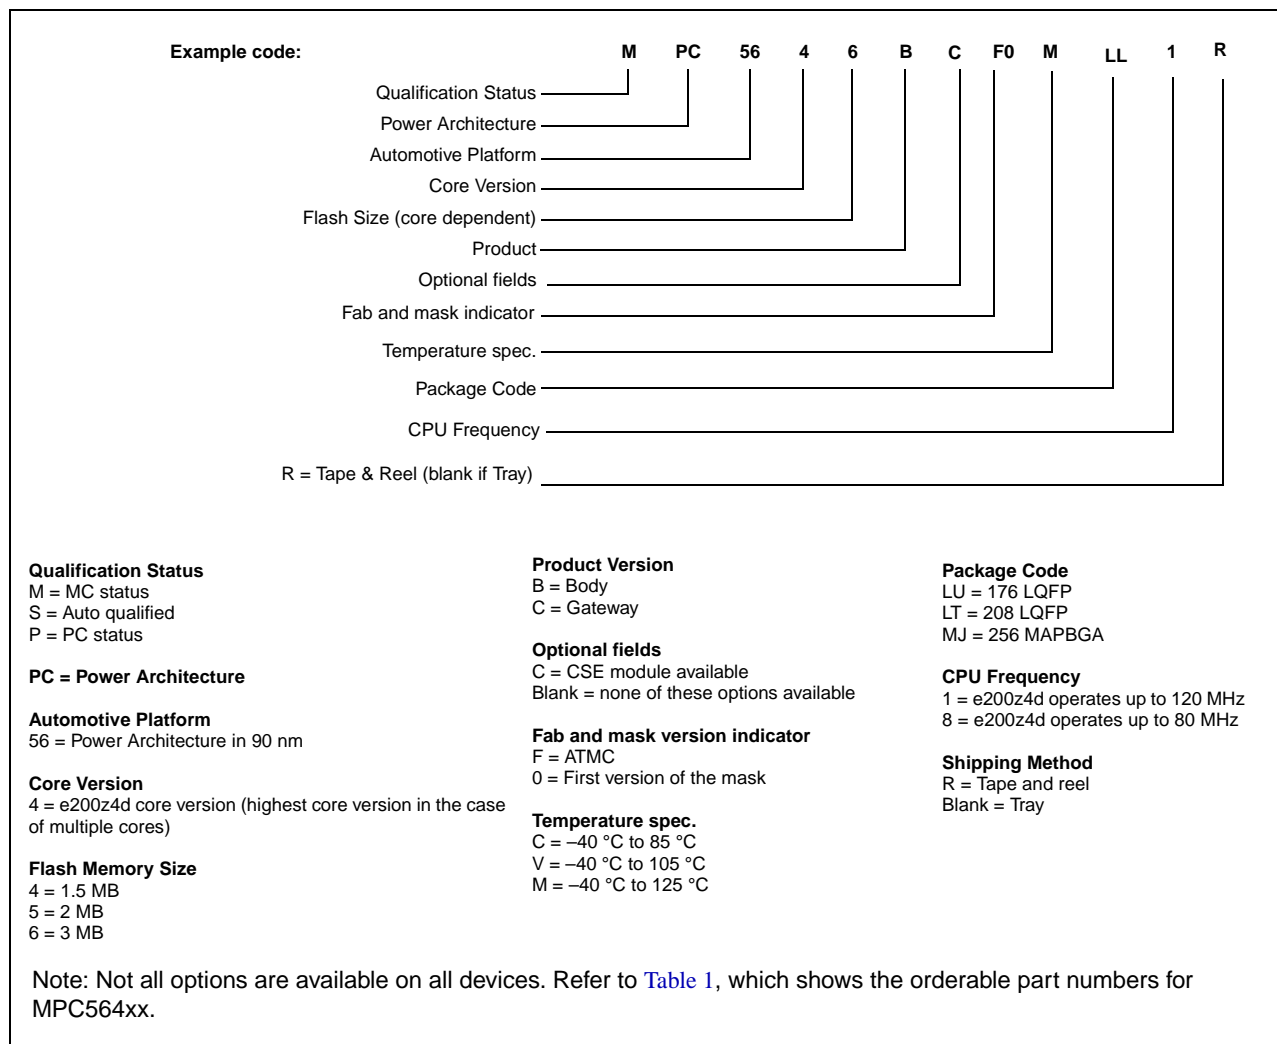 Example code: M PC 56 4 6 B C F0 M LL 1 R
Qualification Status
Power Architecture
Automotive Platform
Core Version
Flash Size (core dependent)
Product
Optional fields
Fab and mask indicator
Temperature spec.
Package Code
CPU Frequency
R = Tape & Reel (blank if Tray)
Qualification Status
M = MC status
S = Auto qualified
P = PC status
PC = Power Architecture
Automotive Platform
56 = Power Architecture in 90 nm
Core Version
4 = e200z4d core version (highest core version in the case
of multiple cores)
Flash Memory Size
4 = 1.5 MB
5 = 2 MB
6 = 3 MB
Product Version
B = Body
C = Gateway
Optional fields
C = CSE module available
Blank = none of these options available
Fab and mask version indicator
F = ATMC
0 = First version of the mask
Temperature spec.
C = –40 °C to 85 °C
V = –40 °C to 105 °C
M = –40 °C to 125 °C
Package Code
LU = 176 LQFP
LT = 208 LQFP
MJ = 256 MAPBGA
CPU Frequency
1 = e200z4d operates up to 120 MHz
8 = e200z4d operates up to 80 MHz
Shipping Method
R = Tape and reel
Blank = Tray
Note: Not all options are available on all devices. Refer to Table 1, which shows the orderable part numbers for
MPC564xx.